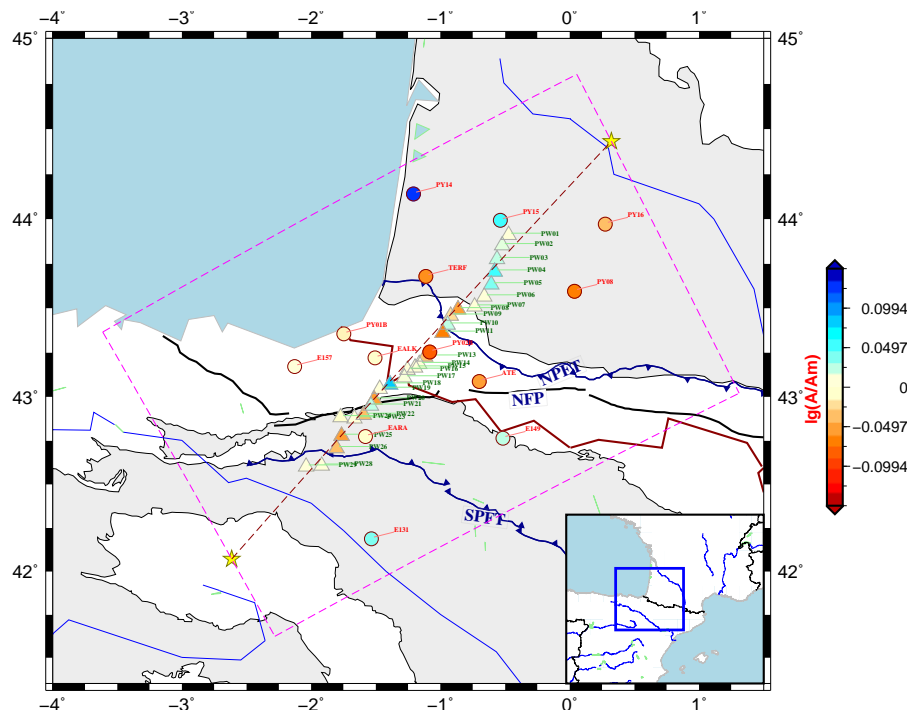 −4˚ −3˚ −2˚ −1˚ 0˚ 1˚
45˚ 45˚
PY14
44˚ 44˚
PY15
PY16
PW01
PW02
PW03
PW04
TERF
PY08
PW05
PW06
PW07
PW08
PW09
PW10
PW11
PY01B
EALK
PY02
PW13
PW14
E157
PW16
PW17
NPFT
ATE
PW18
PW19
43˚ 43˚
NFP
PW21
PW22
PW23
EARA
E149
PW25
PW26
PW28
SPFT
E131
42˚ 42˚
−4˚ −3˚ −2˚ −1˚ 0˚ 1˚
0.0994
0.0497
0
−0.0497
−0.0994
lg(A/Am)